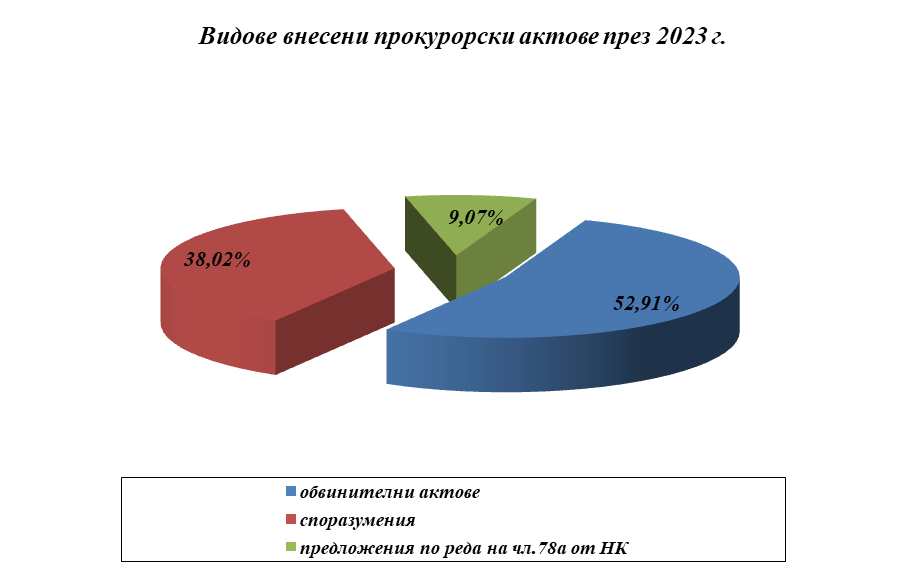 Видове внесени прокурорски актове през 2023 г.
9,07%
38,02%
52,91%
обвинителни актове
споразумения
предложения по реда на чл.78а от НК